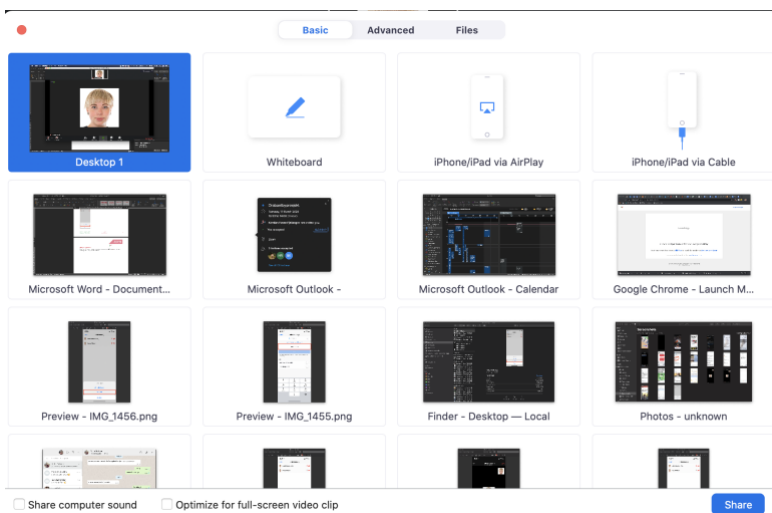 Basic Advanced Files
Desktop 1 Whiteboard iPhone/iPad via AirPlay iPhone/iPad via Cable
Microsoft Word - Document... Microsoft Outlook - Microsoft Outlook - Calendar Google Chrome - Launch M...
Preview - IMG_1456.png Preview - IMG_1455.png Finder - Desktop — Local Photos - unknown
Share computer sound Optimize for full-screen video clip Share